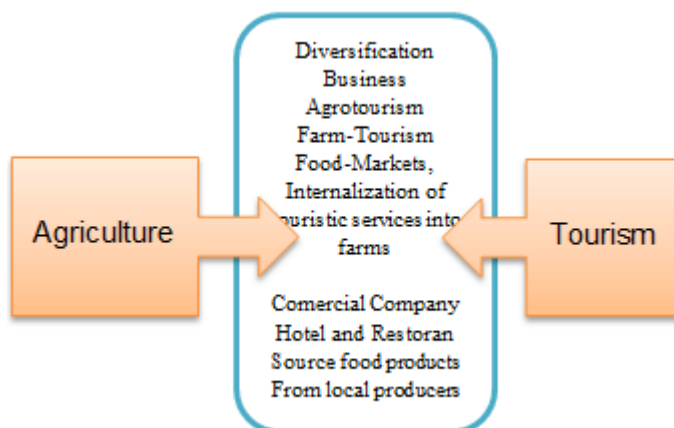 Diversification
Business
Agrotourism
Farm-Tourism
Food-Markets,
Internalization of
ouristic services into
farms
Comercial Company
Hotel and Restoran
Source food products
From local producers
Agriculture
Tourism